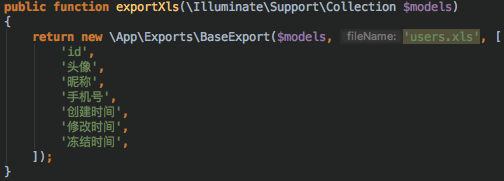 public function exportXls(\Illuminate\Support\Collection $models)
{
    return new \App\Exports\BaseExport($models, fileName: 'users.xls', [
        'id',
        '头像',
        '昵称',
        '手机号',
        '创建时间',
        '修改时间',
        '冻结时间',
    ]);
}